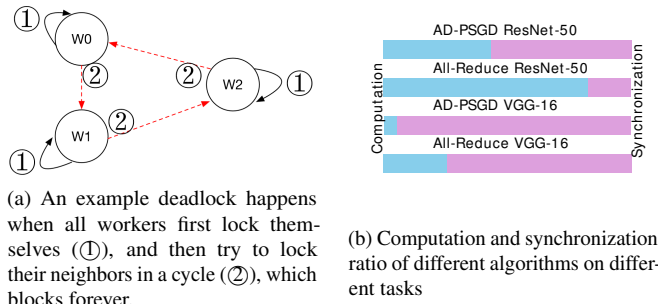 ①
W0
②
②
W2
①
②
W1
①
(a) An example deadlock happens
when all workers first lock them-
selves (①), and then try to lock
their neighbors in a cycle (②), which
blocks forever
AD-PSGD ResNet-50
All-Reduce ResNet-50
AD-PSGD VGG-16
All-Reduce VGG-16
Computation
Synchronization
(b) Computation and synchronization
ratio of different algorithms on differ-
ent tasks